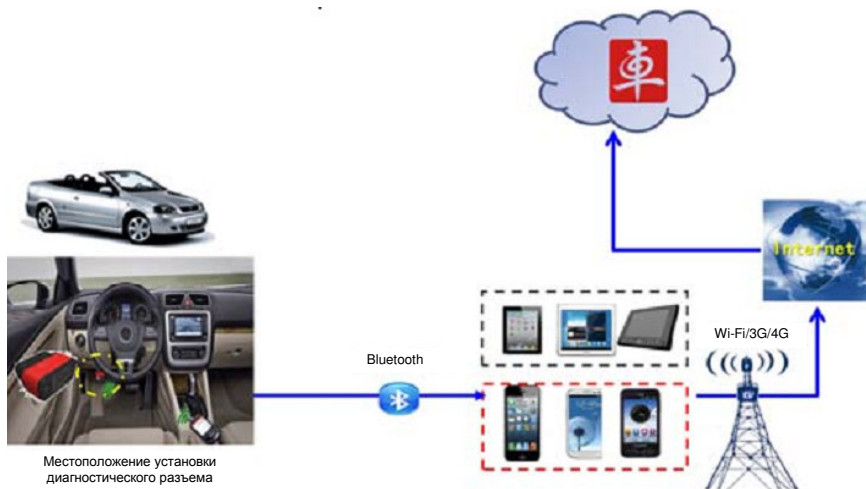 車
Internet
Wi-Fi/3G/4G
Bluetooth
Местоположение установки
диагностического разъема